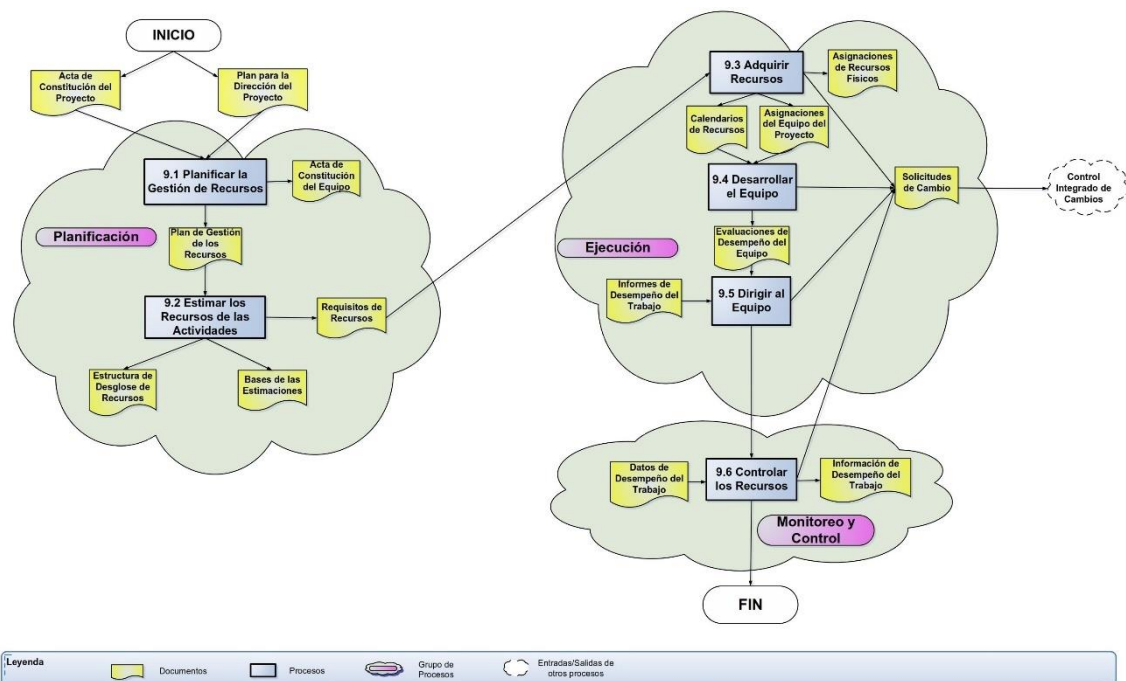 INICIO
Acta de
Constitución del
Proyecto
Plan para la
Dirección del
Proyecto
9.1 Planificar la
Gestión de Recursos
Acta de
Constitución
del Equipo
Planificación
Plan de Gestión
de los
Recursos
9.2 Estimar los
Recursos de las
Actividades
Requisitos de
Recursos
Estructura de
Desglose de
Recursos
Bases de las
Estimaciones
9.3 Adquirir
Recursos
Asignaciones
de Recursos
Físicos
Calendarios
de Recursos
Asignaciones
del Equipo del
Proyecto
9.4 Desarrollar
el Equipo
Solicitudes
de Cambio
Control
Integrado de
Cambios
Ejecución
Evaluaciones de
Desempeño del
Equipo
Informes de
Desempeño del
Trabajo
9.5 Dirigir al
Equipo
Datos de
Desempeño del
Trabajo
9.6 Controlar
los Recursos
Información de
Desempeño del
Trabajo
Monitoreo y
Control
FIN
Leyenda
Documentos
Procesos
Grupo de
Procesos
Entradas/Salidas de
otros procesos